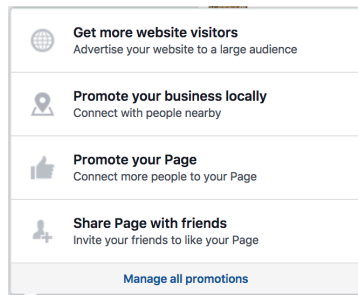 Get more website visitors
Advertise your website to a large audience
Promote your business locally
Connect with people nearby
Promote your Page
Connect more people to your Page
Share Page with friends
Invite your friends to like your Page
Manage all promotions